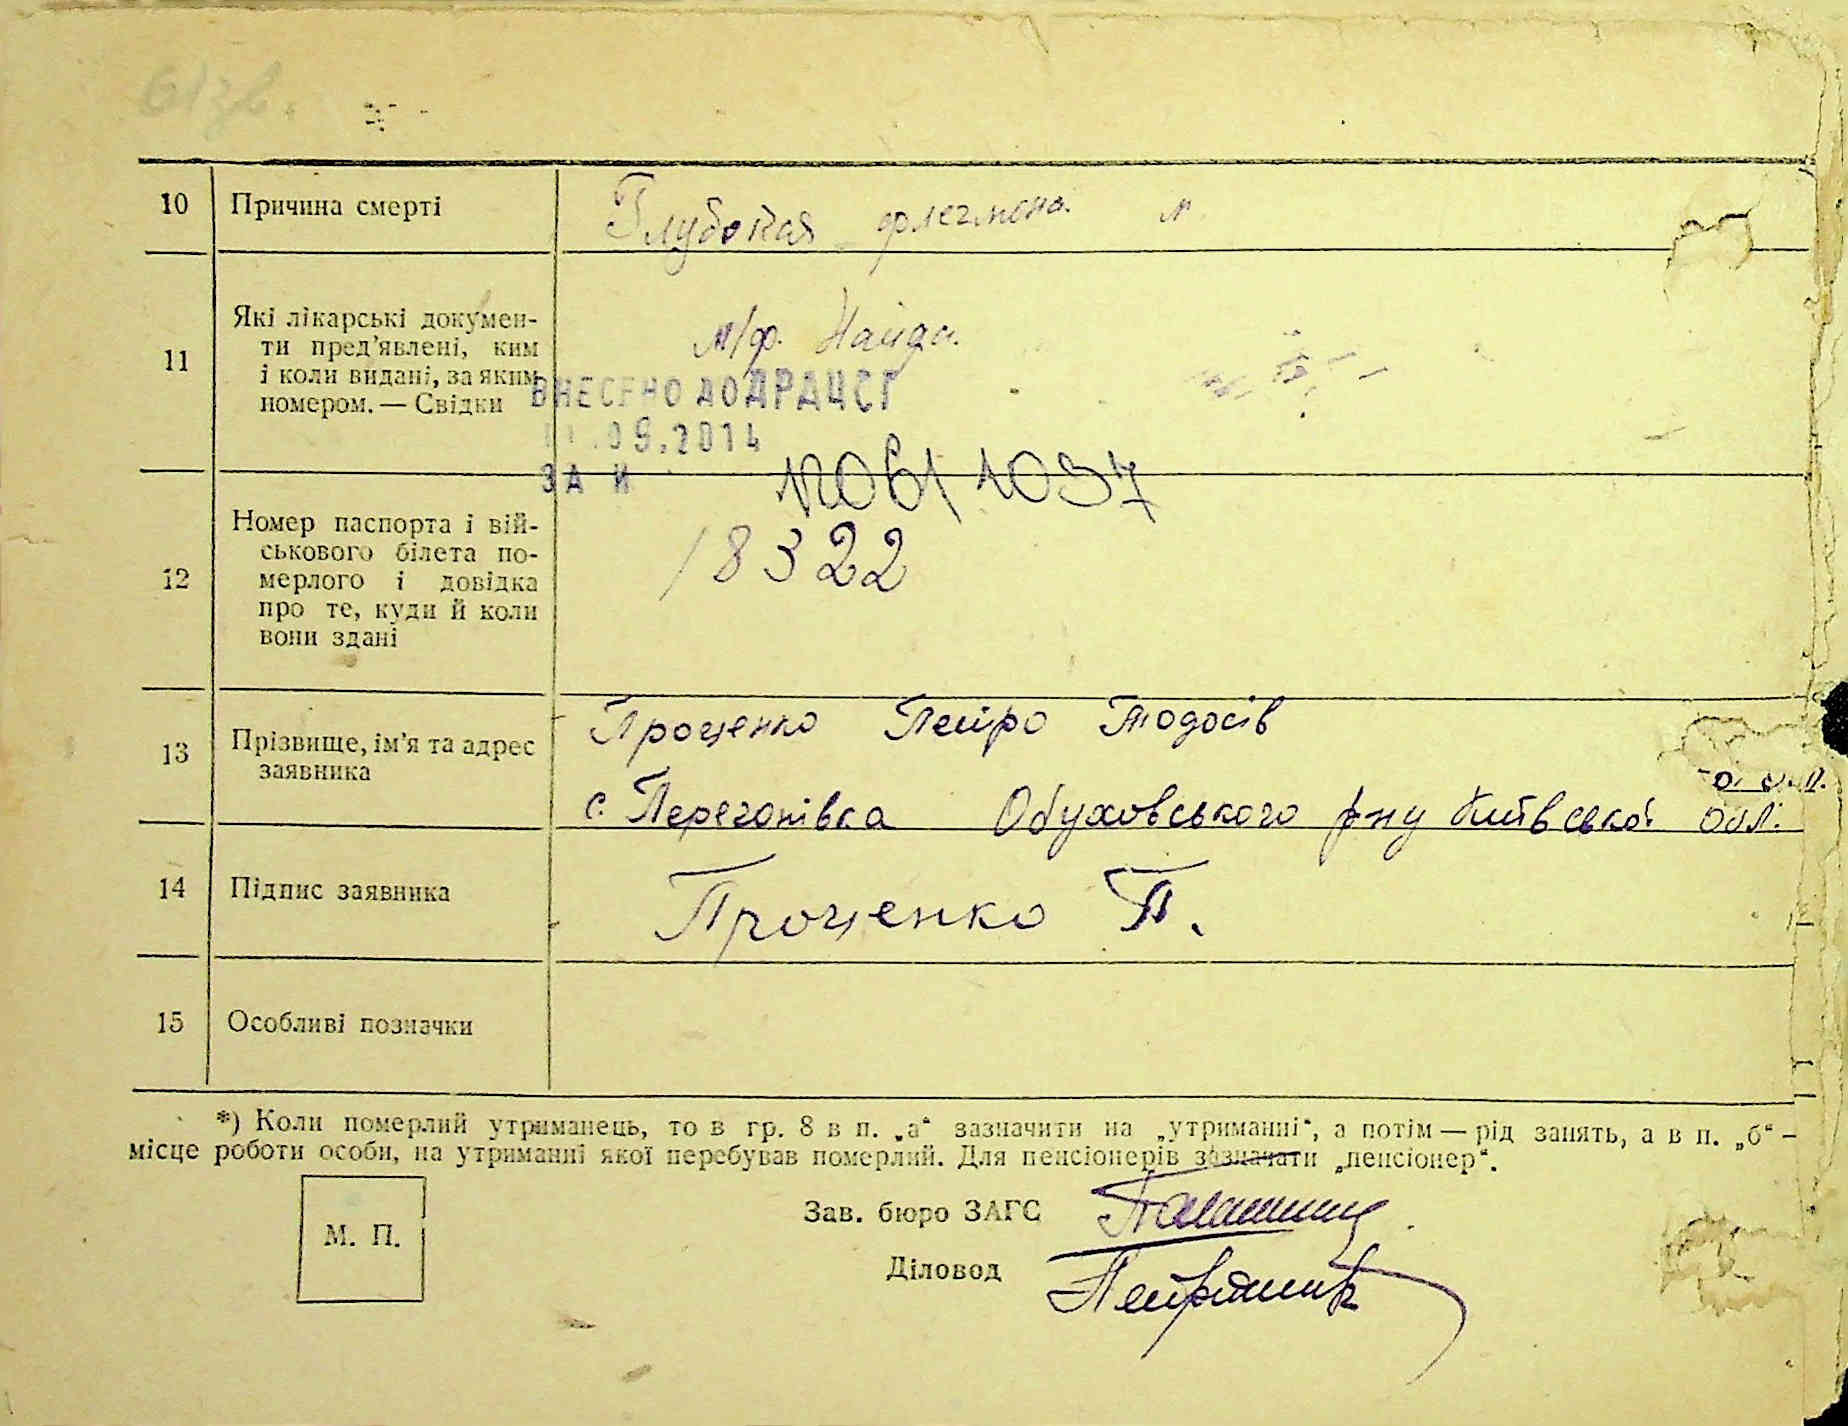 10 Причина смерті Глубокая флегмона
11 Які лікарські докумен-
ти пред'явлені, ким
і коли видані, за яким
номером. — Свідки
м/ф. Найда.
ВНЕСЕНО ДО ДРАЦСГ
.09.2014
ЗА №
12 Номер паспорта і вій-
ськового білета по-
мерлого і довідка
про те, куди й коли
вони здані
/8322
13 Прізвище, ім'я та адрес
заявника
Проценко Петро Тодосів
с. Перегонівка Обуховського р-ну Київської обл.
14 Підпис заявника Проценко П.
15 Особливі позначки
*) Коли померлий утриманець, то в гр. 8 в п. „а“ зазначити на „утриманні“, а потім — рід занять, а в п. „б“ –
місце роботи особи, на утриманні якої перебував померлий. Для пенсіонерів зазначати „пенсіонер“.
М. П.
Зав. бюро ЗАГС
Діловод